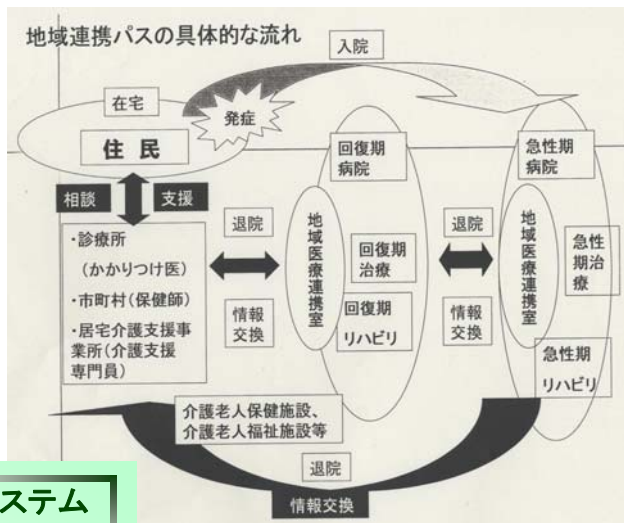 地域連携パスの具体的な流れ
入院
在宅
発症
住民
回復期
病院
急性期
病院
相談
支援
・診療所
(かかりつけ医)
・市町村(保健師)
・居宅介護支援事
業所(介護支援
専門員)
退院
情報
交換
地域医療連携室
回復期
治療
回復期
リハビリ
退院
情報
交換
地域医療連携室
急性
期治
療
急性期
リハビリ
介護老人保健施設、
介護老人福祉施設等
退院
情報交換
ステム